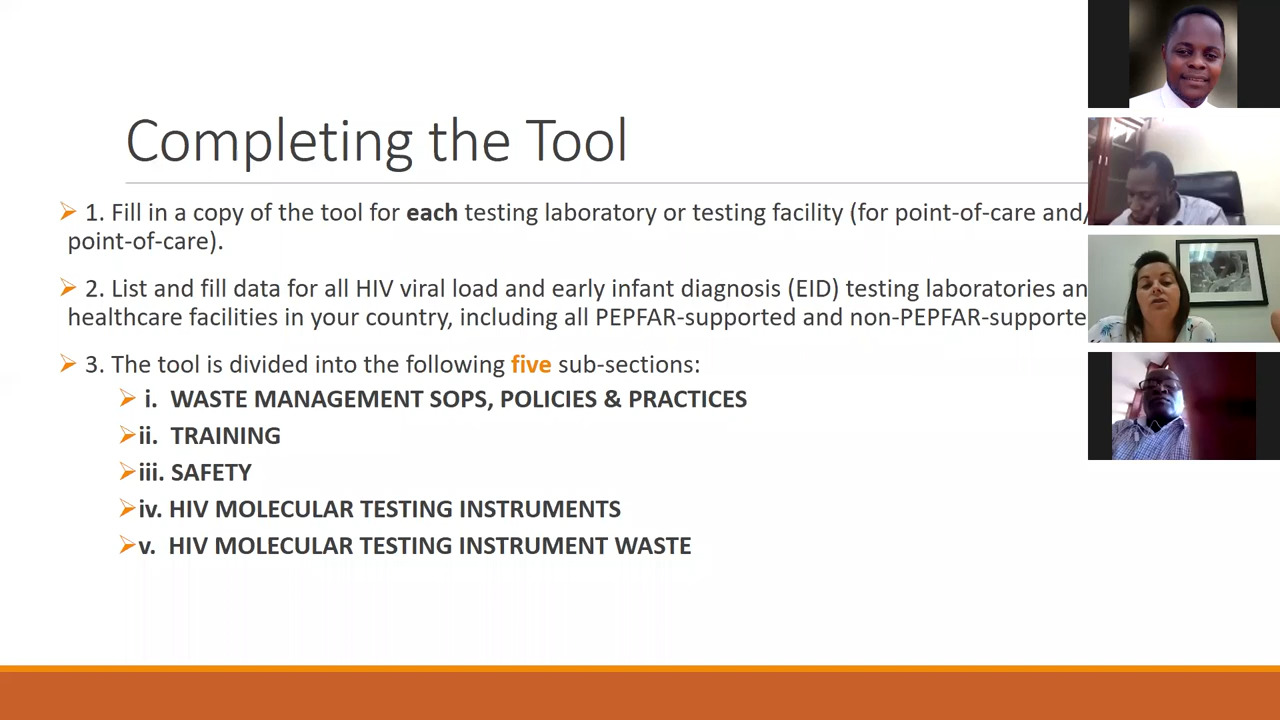 Completing the Tool
1. Fill in a copy of the tool for each testing laboratory or testing facility (for point-of-care and/
point-of-care).
2. List and fill data for all HIV viral load and early infant diagnosis (EID) testing laboratories an
healthcare facilities in your country, including all PEPFAR-supported and non-PEPFAR-supporte
3. The tool is divided into the following five sub-sections:
i. WASTE MANAGEMENT SOPS, POLICIES & PRACTICES
ii. TRAINING
iii. SAFETY
iv. HIV MOLECULAR TESTING INSTRUMENTS
v. HIV MOLECULAR TESTING INSTRUMENT WASTE